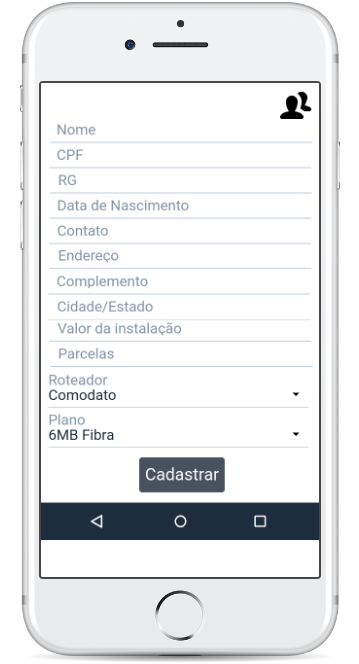 Nome
CPF
RG
Data de Nascimento
Contato
Endereço
Complemento
Cidade/Estado
Valor da instalação
Parcelas
Roteador
Comodato
Plano
6MB Fibra
Cadastrar